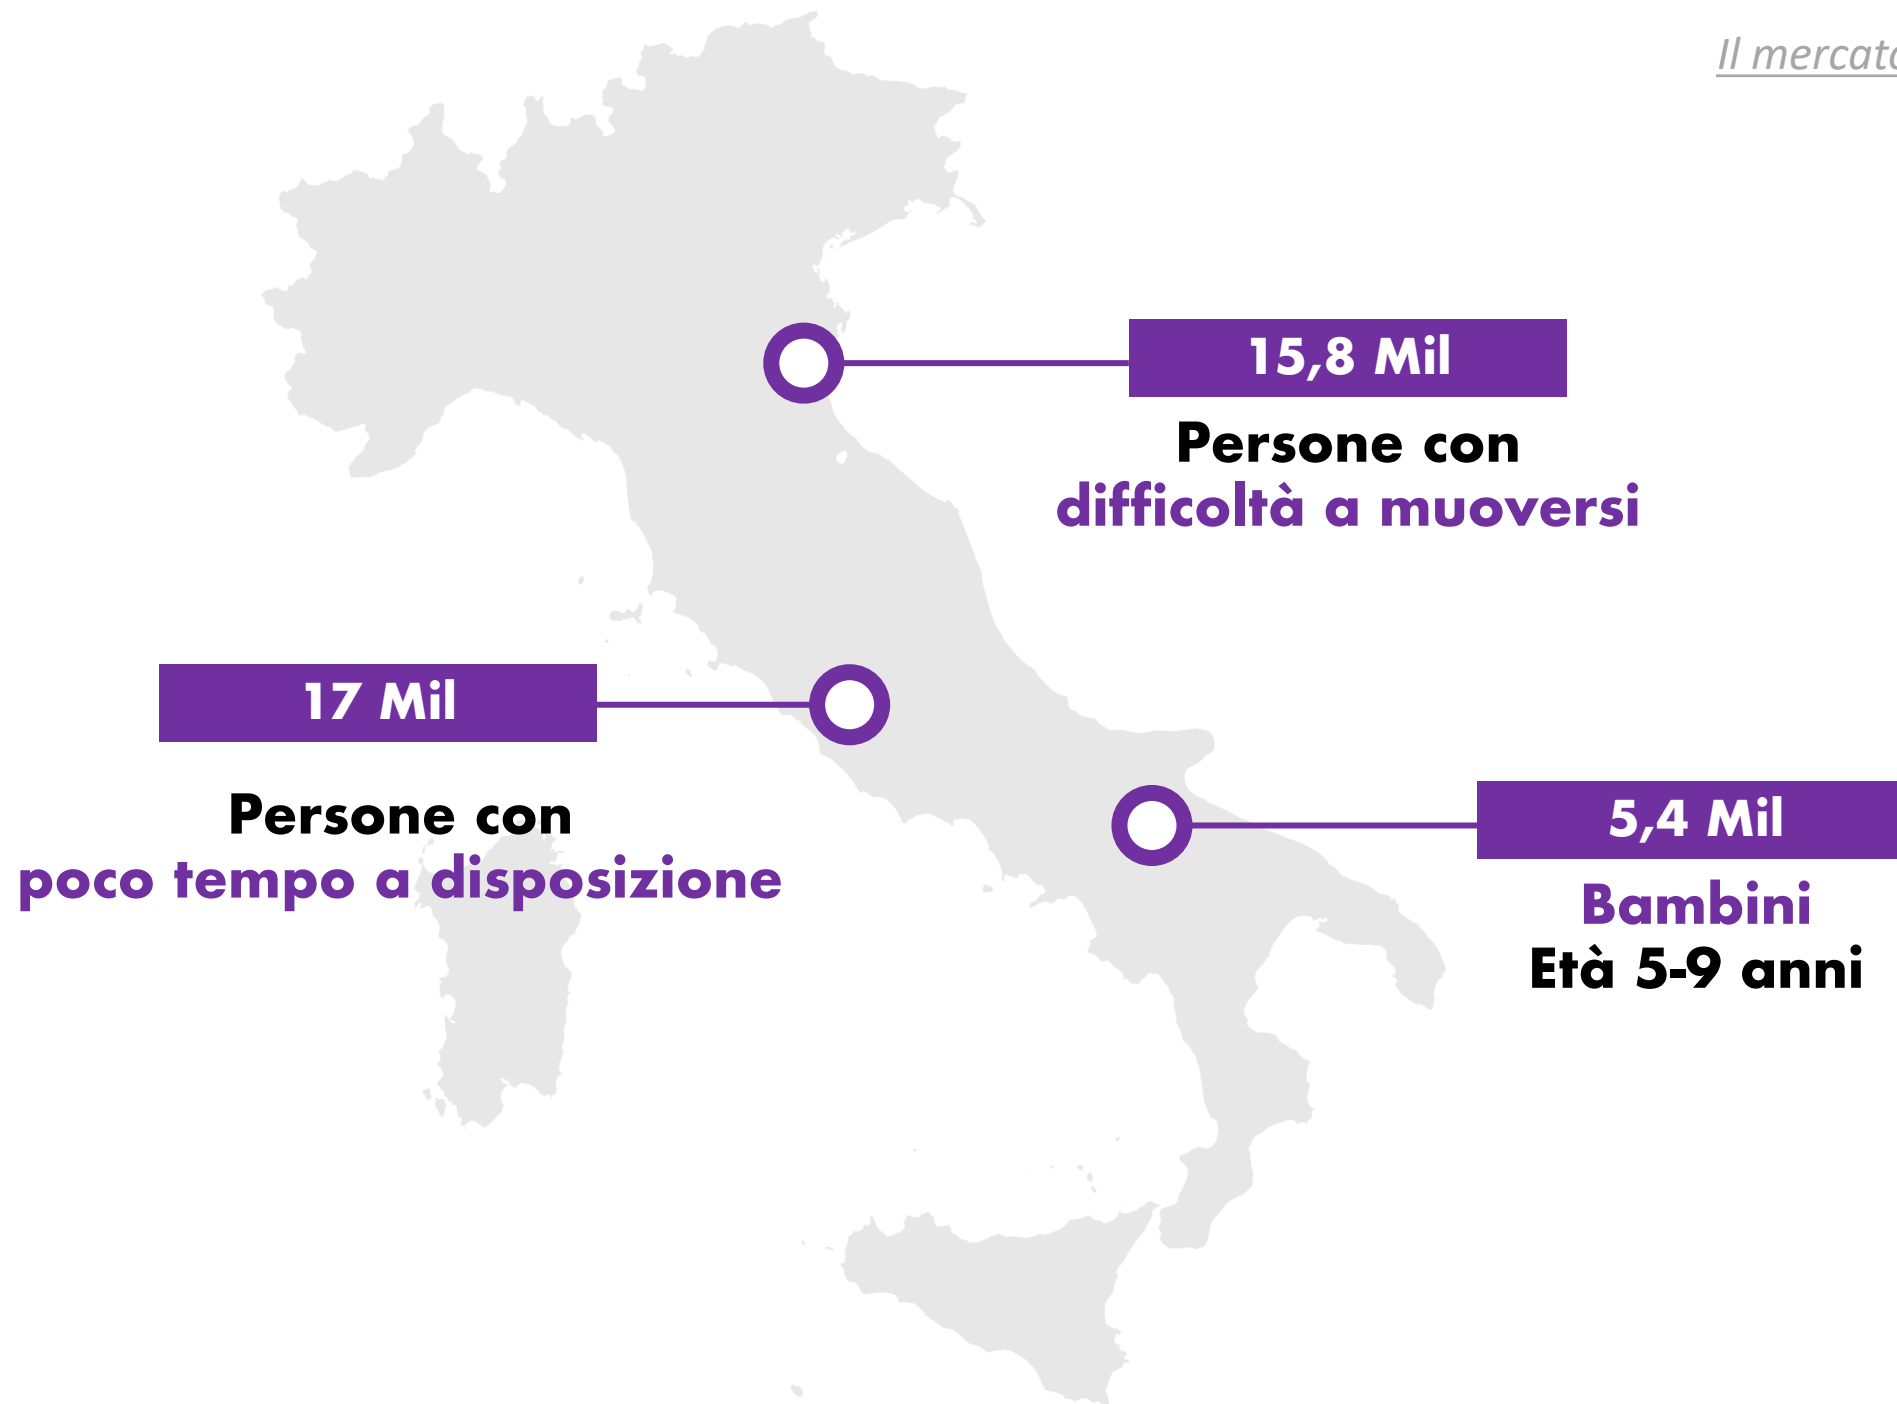 Il mercato
15,8 Mil
Persone con
difficoltà a muoversi
17 Mil
Persone con
poco tempo a disposizione
5,4 Mil
Bambini
Età 5-9 anni